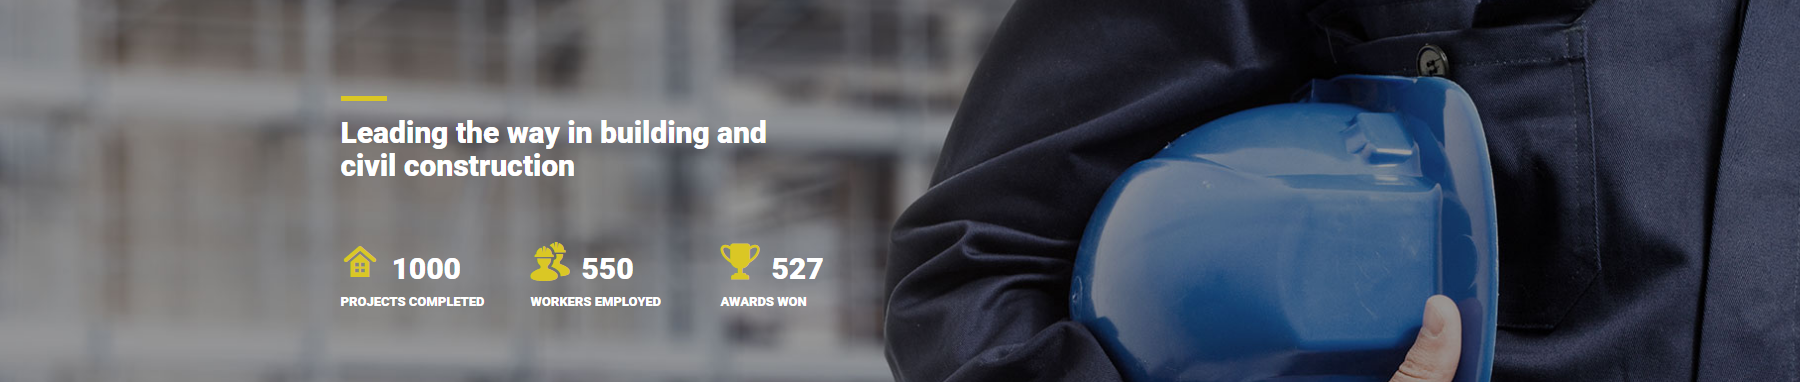 Leading the way in building and
civil construction
1000
PROJECTS COMPLETED
550
WORKERS EMPLOYED
527
AWARDS WON